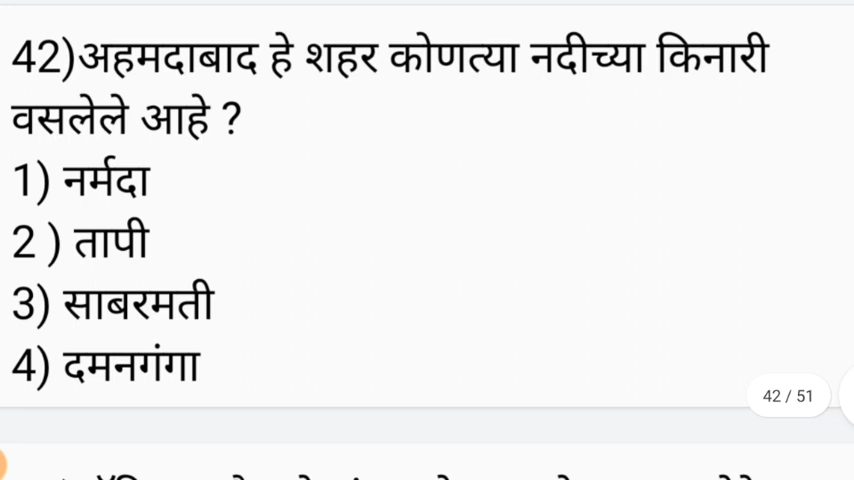 42)अहमदाबाद हे शहर कोणत्या नदीच्या किनारी
वसलेले आहे ?
1) नर्मदा
2 ) तापी
3) साबरमती
4) दमनगंगा
42 / 51